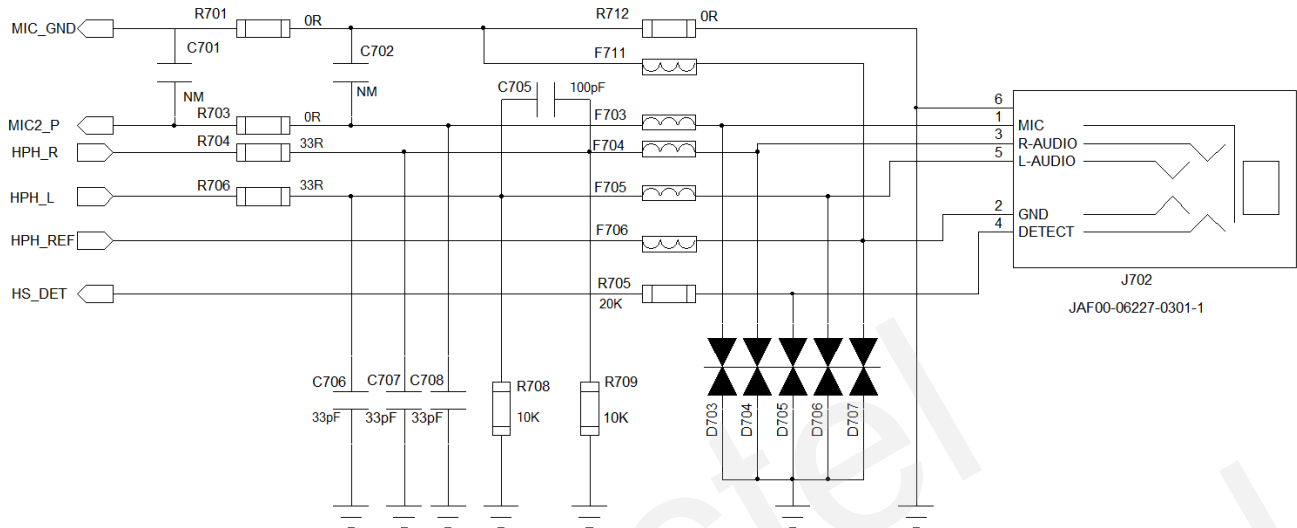 R701
0R
R712
0R
MIC_GND
C701
NM
C702
NM
F711
C705
100pF
MIC2_P
R703
0R
F703
HPH_R
R704
33R
F704
HPH_L
R706
33R
F705
HPH_REF
F706
HS_DET
R705
20K
6
1
MIC
3
R-AUDIO
5
L-AUDIO
2
GND
4
DETECT
J702
JAF00-06227-0301-1
C706
33pF
C707
33pF
C708
33pF
R708
10K
R709
10K
D703
D704
D705
D706
D707
ctel